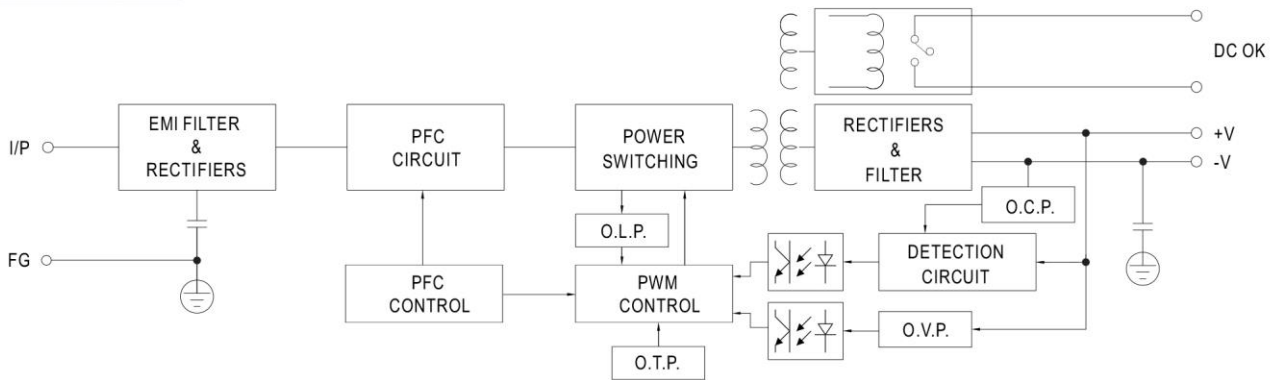 DC OK
I/P
EMI FILTER
&
RECTIFIERS
PFC
CIRCUIT
POWER
SWITCHING
RECTIFIERS
&
FILTER
+V
-V
O.L.P.
O.C.P.
FG
PFC
CONTROL
PWM
CONTROL
DETECTION
CIRCUIT
O.V.P.
O.T.P.